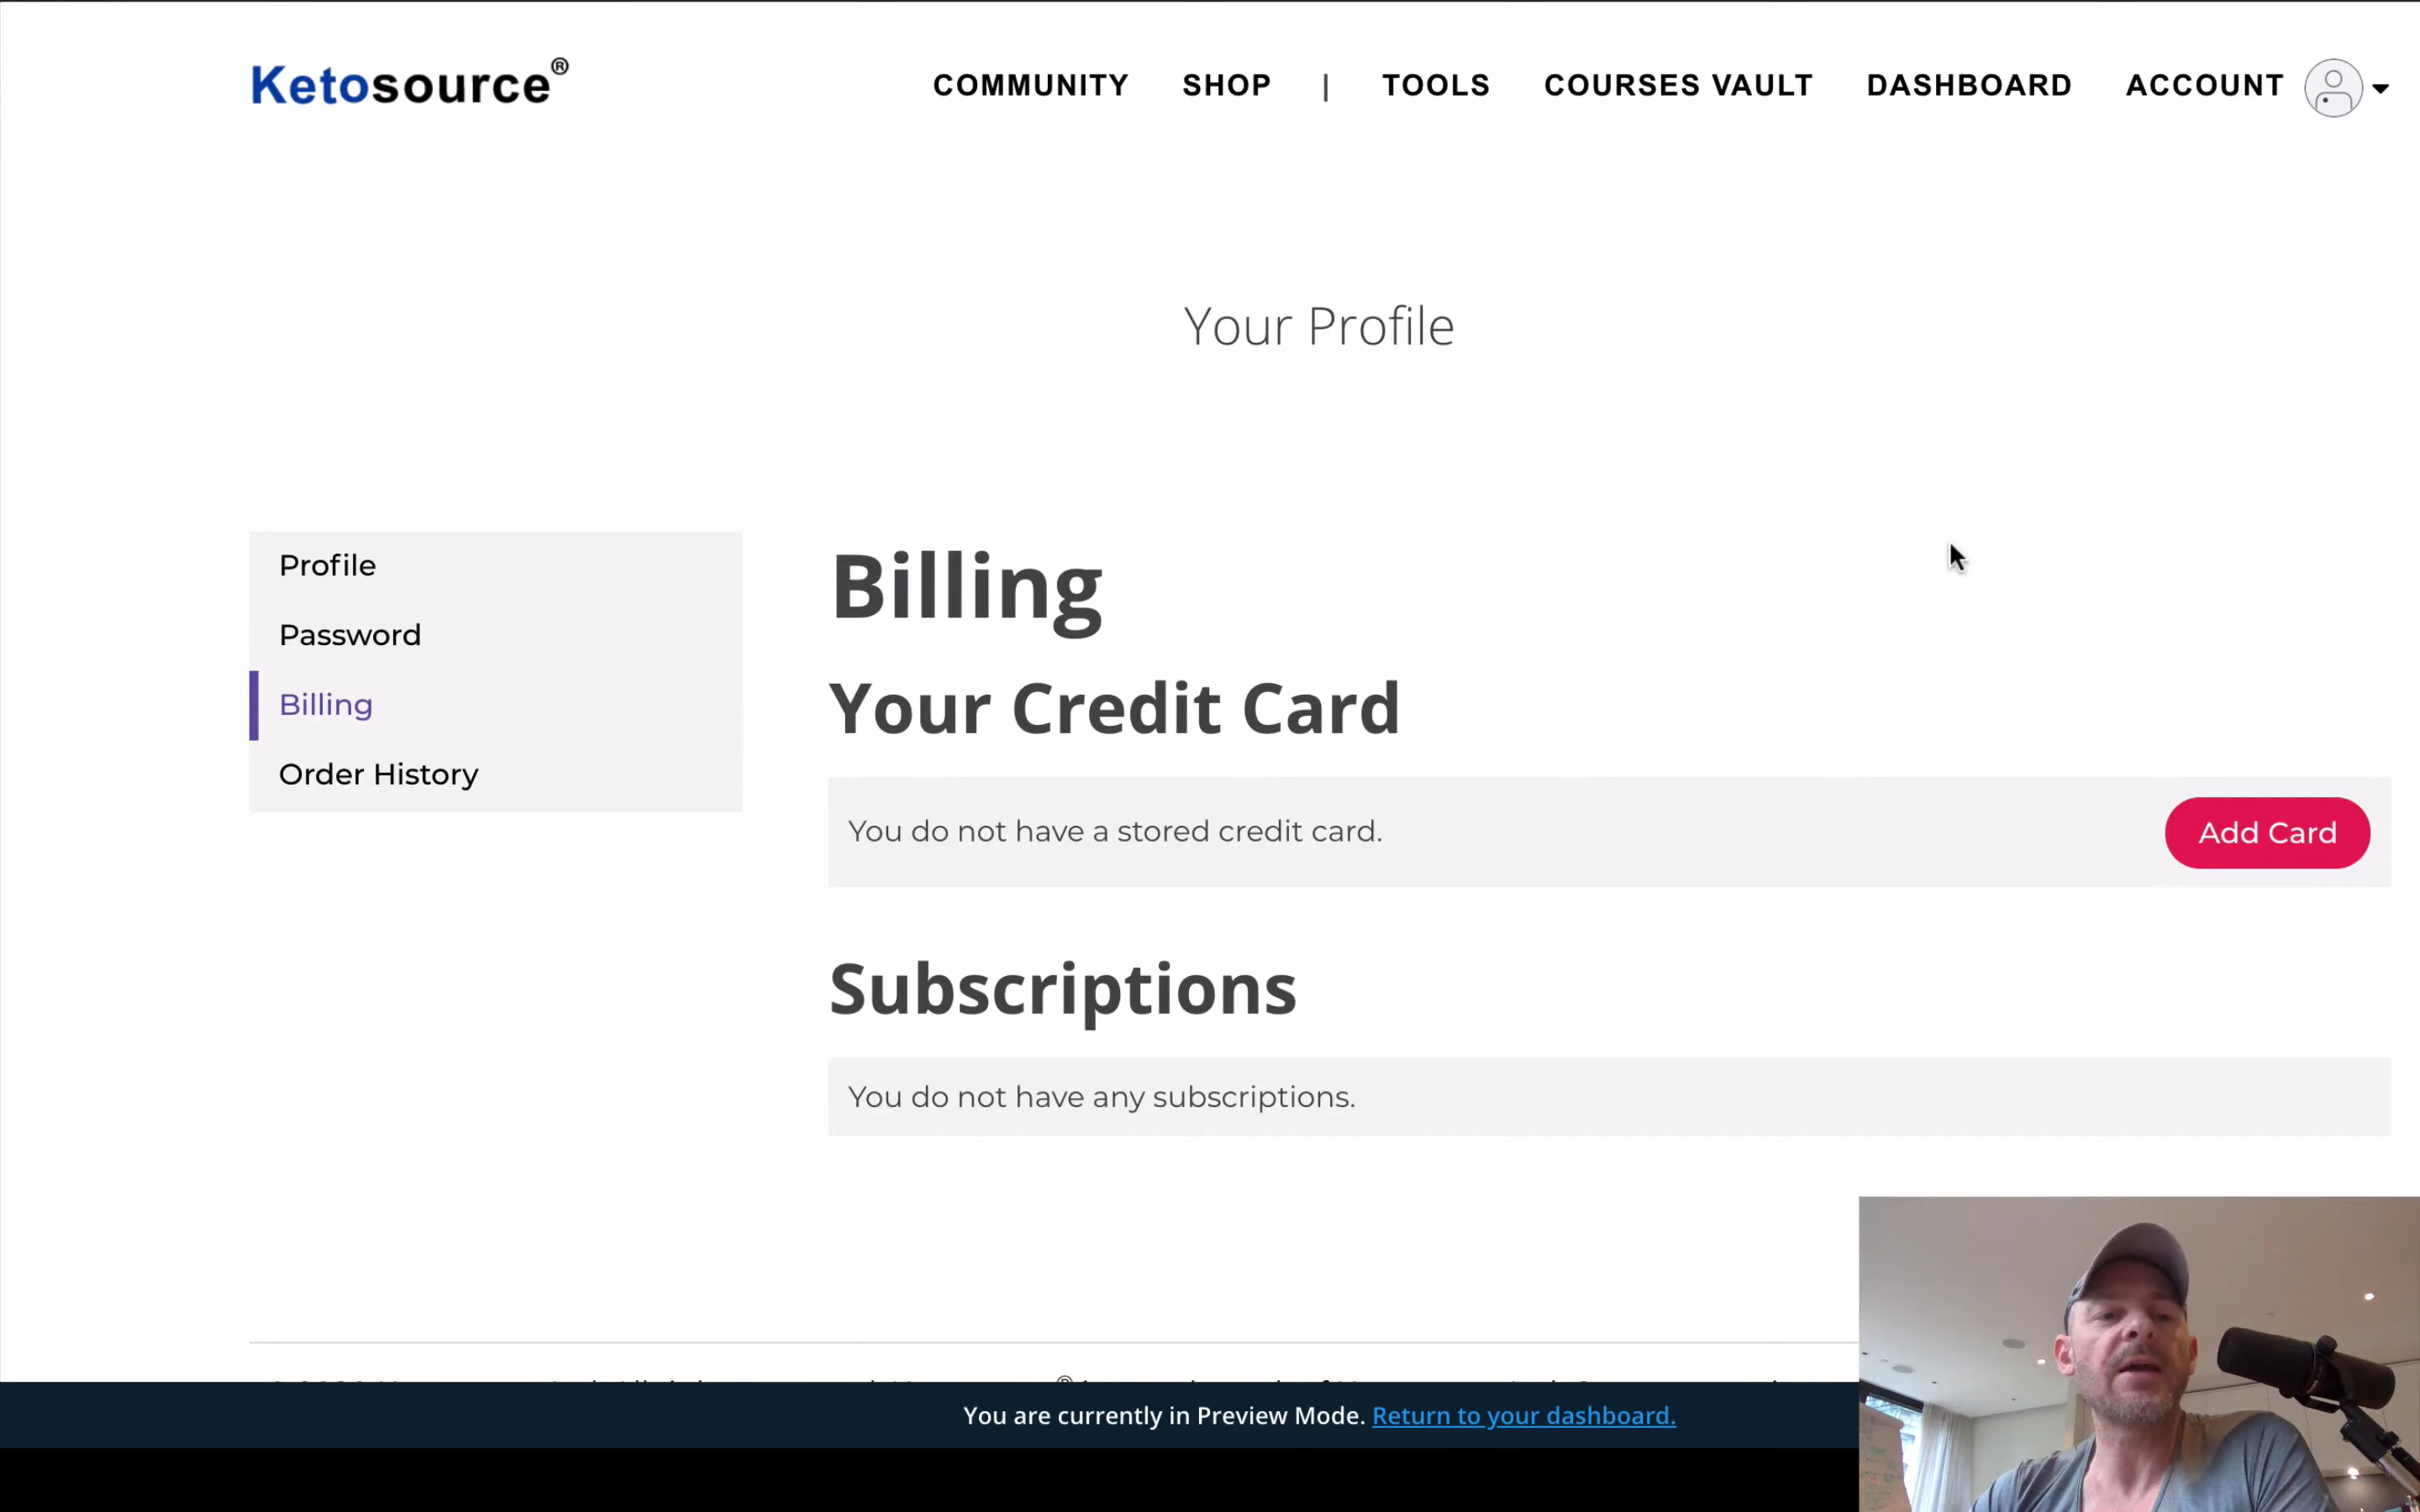 Ketosource®
COMMUNITY SHOP | TOOLS COURSES VAULT DASHBOARD ACCOUNT
Your Profile
Profile
Password
Billing
Order History
Billing
Your Credit Card
You do not have a stored credit card.
Add Card
Subscriptions
You do not have any subscriptions.
You are currently in Preview Mode. Return to your dashboard.